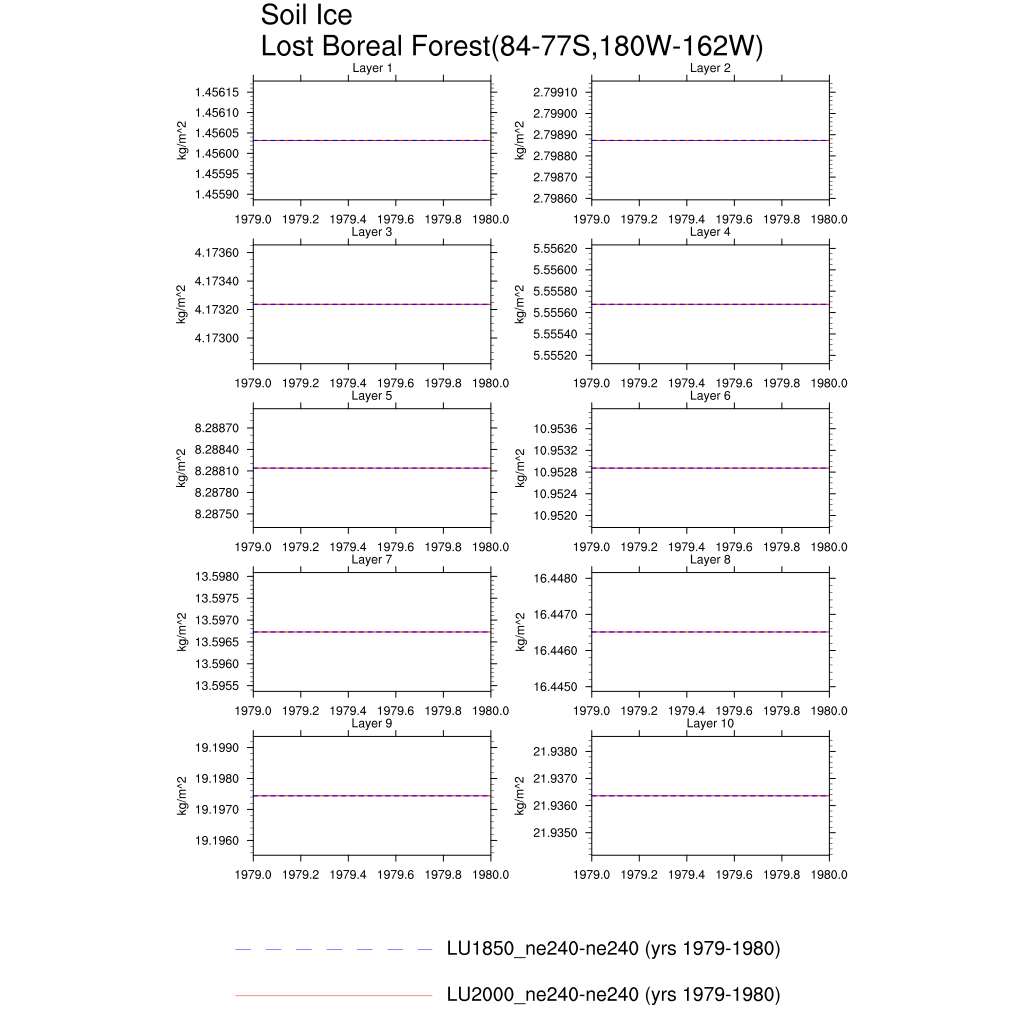 Soil Ice
Lost Boreal Forest(84-77S,180W-162W)
Layer 1
Layer 2
kg/m^2
1.45615
1.45610
1.45605
1.45600
1.45595
1.45590
kg/m^2
2.79910
2.79900
2.79890
2.79880
2.79870
2.79860
1979.0 1979.2 1979.4 1979.6 1979.8 1980.0
1979.0 1979.2 1979.4 1979.6 1979.8 1980.0
Layer 3
Layer 4
kg/m^2
4.17360
4.17340
4.17320
4.17300
kg/m^2
5.55620
5.55600
5.55580
5.55560
5.55540
5.55520
1979.0 1979.2 1979.4 1979.6 1979.8 1980.0
1979.0 1979.2 1979.4 1979.6 1979.8 1980.0
Layer 5
Layer 6
kg/m^2
8.28870
8.28840
8.28810
8.28780
8.28750
kg/m^2
10.9536
10.9532
10.9528
10.9524
10.9520
1979.0 1979.2 1979.4 1979.6 1979.8 1980.0
1979.0 1979.2 1979.4 1979.6 1979.8 1980.0
Layer 7
Layer 8
kg/m^2
13.5980
13.5975
13.5970
13.5965
13.5960
13.5955
kg/m^2
16.4480
16.4470
16.4460
16.4450
1979.0 1979.2 1979.4 1979.6 1979.8 1980.0
1979.0 1979.2 1979.4 1979.6 1979.8 1980.0
Layer 9
Layer 10
kg/m^2
19.1990
19.1980
19.1970
19.1960
kg/m^2
21.9380
21.9370
21.9360
21.9350
1979.0 1979.2 1979.4 1979.6 1979.8 1980.0
1979.0 1979.2 1979.4 1979.6 1979.8 1980.0
LU1850_ne240-ne240 (yrs 1979-1980)
LU2000_ne240-ne240 (yrs 1979-1980)